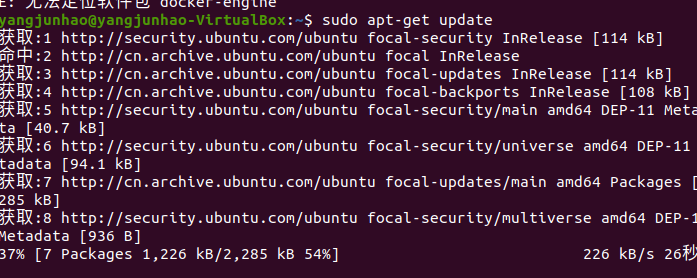 注: 无法定位软件包 docker-engine
yangjunhao@yangjunhao-VirtualBox:~$ sudo apt-get update
获取:1 http://security.ubuntu.com/ubuntu focal-security InRelease [114 kB]
命中:2 http://cn.archive.ubuntu.com/ubuntu focal InRelease
获取:3 http://cn.archive.ubuntu.com/ubuntu focal-updates InRelease [114 kB]
获取:4 http://cn.archive.ubuntu.com/ubuntu focal-backports InRelease [108 kB]
获取:5 http://security.ubuntu.com/ubuntu focal-security/main amd64 DEP-11 Meta
ta [40.7 kB]
获取:6 http://security.ubuntu.com/ubuntu focal-security/universe amd64 DEP-11
tadata [94.1 kB]
获取:7 http://cn.archive.ubuntu.com/ubuntu focal-updates/main amd64 Packages [
285 kB]
获取:8 http://security.ubuntu.com/ubuntu focal-security/multiverse amd64 DEP-1
Metadata [936 B]
37% [7 Packages 1,226 kB/2,285 kB 54%] 226 kB/s 26秒